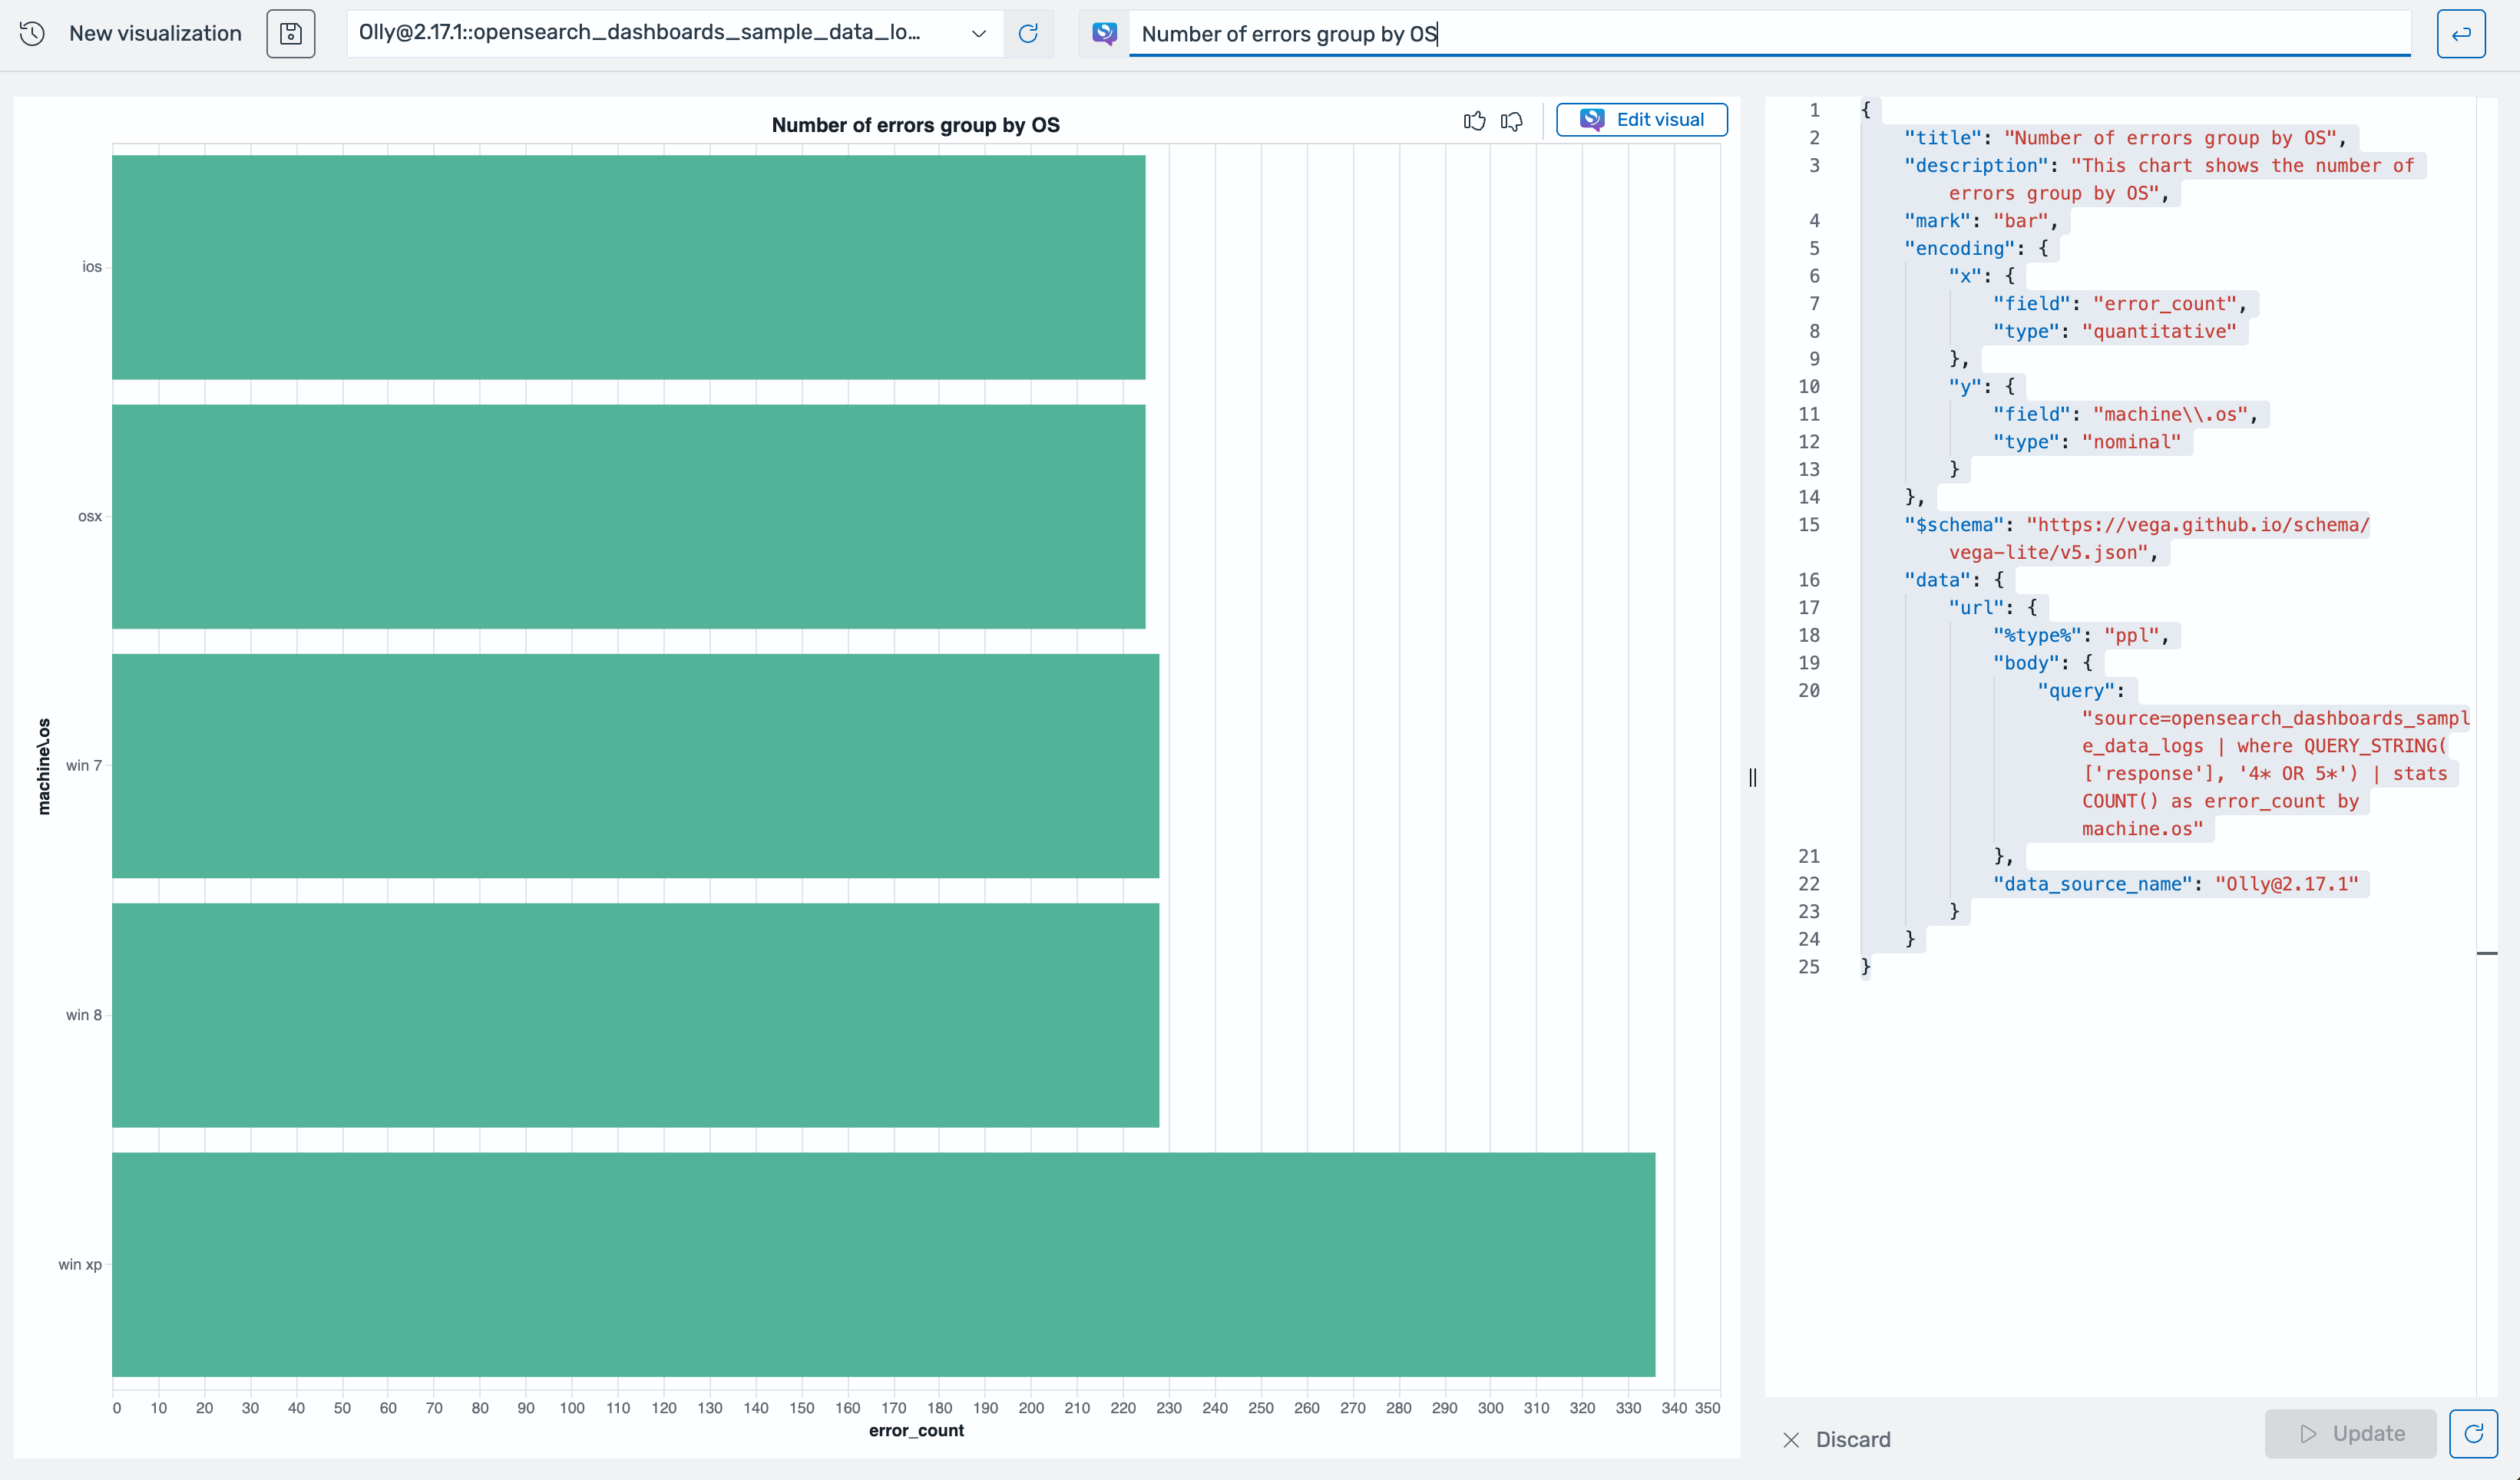 New visualization
Olly@2.17.1::opensearch_dashboards_sample_data_lo...
Number of errors group by OS
Number of errors group by OS
Edit visual
ios
osx
win 7
win 8
win xp
machine\os
0 10 20 30 40 50 60 70 80 90 100 110 120 130 140 150 160 170 180 190 200 210 220 230 240 250 260 270 280 290 300 310 320 330 340 350
error_count
1 {
2 "title": "Number of errors group by OS",
3 "description": "This chart shows the number of
errors group by OS",
4 "mark": "bar",
5 "encoding": {
6 "x": {
7 "field": "error_count",
8 "type": "quantitative"
9 },
10 "y": {
11 "field": "machine\\.os",
12 "type": "nominal"
13 }
14 },
15 "$schema": "https://vega.github.io/schema/
vega-lite/v5.json",
16 "data": {
17 "url": {
18 "%type%": "ppl",
19 "body": {
20 "query":
"source=opensearch_dashboards_sampl
e_data_logs | where QUERY_STRING(
['response'], '4* OR 5*') | stats
COUNT() as error_count by
machine.os"
21 },
22 "data_source_name": "Olly@2.17.1"
23 }
24 }
25 }
Discard
Update